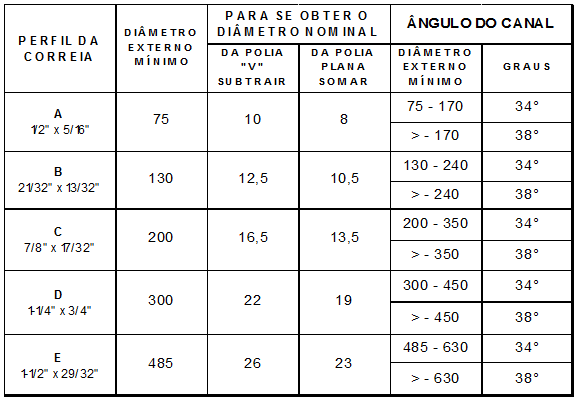 PERFIL DA
CORREIA
DIÂMETRO
EXTERNO
MÍNIMO
PARA SE OBTER O
DIÂMETRO NOMINAL
ÂNGULO DO CANAL
DA POLIA
"V"
SUBTRAIR
DA POLIA
PLANA
SOMAR
DIÂMETRO
EXTERNO
MÍNIMO
GRAUS
A
1/2" x 5/16"
75
10
8
75 - 170
34°
> - 170
38°
B
21/32" x 13/32"
130
12,5
10,5
130 - 240
34°
> - 240
38°
C
7/8" x 17/32"
200
16,5
13,5
200 - 350
34°
> - 350
38°
D
1-1/4" x 3/4"
300
22
19
300 - 450
34°
> - 450
38°
E
1-1/2" x 29/32"
485
26
23
485 - 630
34°
> - 630
38°